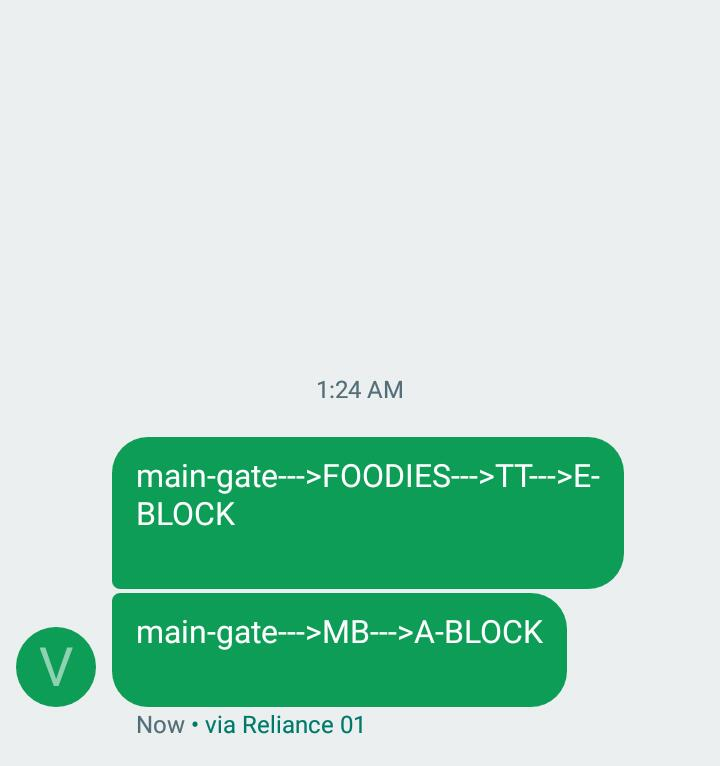 1:24 AM
main-gate--->FOODIES--->TT--->E-
BLOCK
main-gate--->MB--->A-BLOCK
V
Now • via Reliance 01